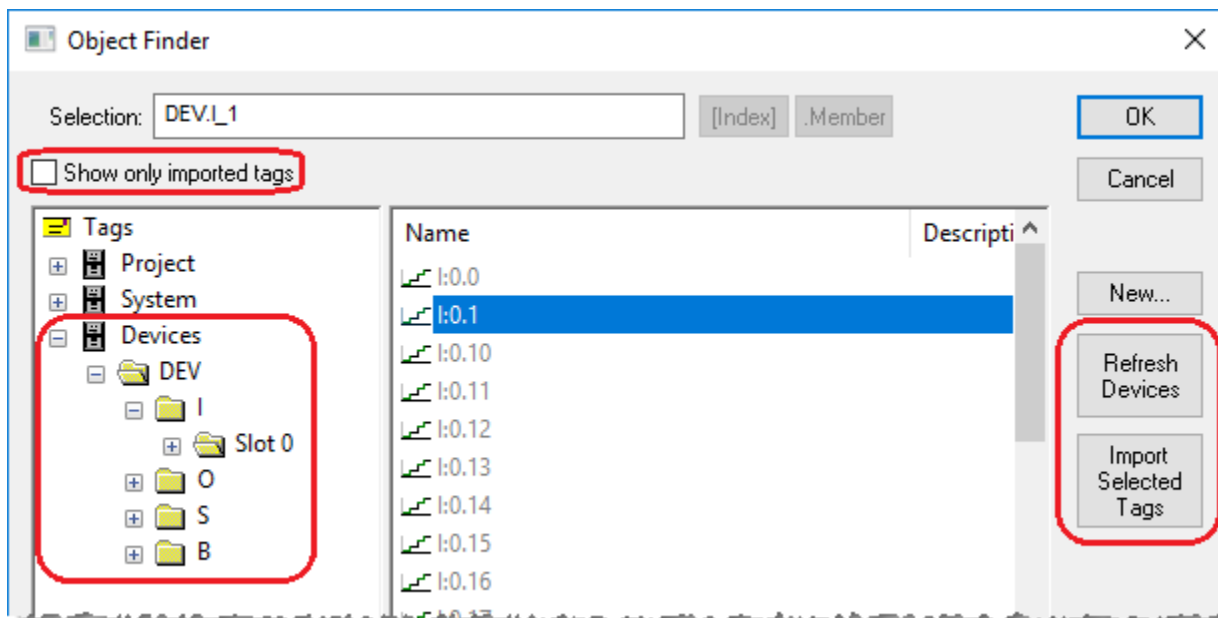 Object Finder
Selection: DEV.I_1 [Index] .Member OK
Show only imported tags
Cancel
Tags
Project
System
Devices
DEV
I
Slot 0
O
S
B
Name Descripti
I:0.0
I:0.1
I:0.10
I:0.11
I:0.12
I:0.13
I:0.14
I:0.15
I:0.16
New...
Refresh
Devices
Import
Selected
Tags